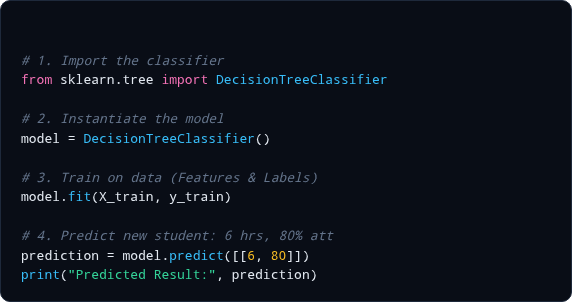 # 1. Import the classifier
from sklearn.tree import DecisionTreeClassifier
# 2. Instantiate the model
model = DecisionTreeClassifier()
# 3. Train on data (Features & Labels)
model.fit(X_train, y_train)
# 4. Predict new student: 6 hrs, 80% att
prediction = model.predict([[6, 80]])
print("Predicted Result:", prediction)